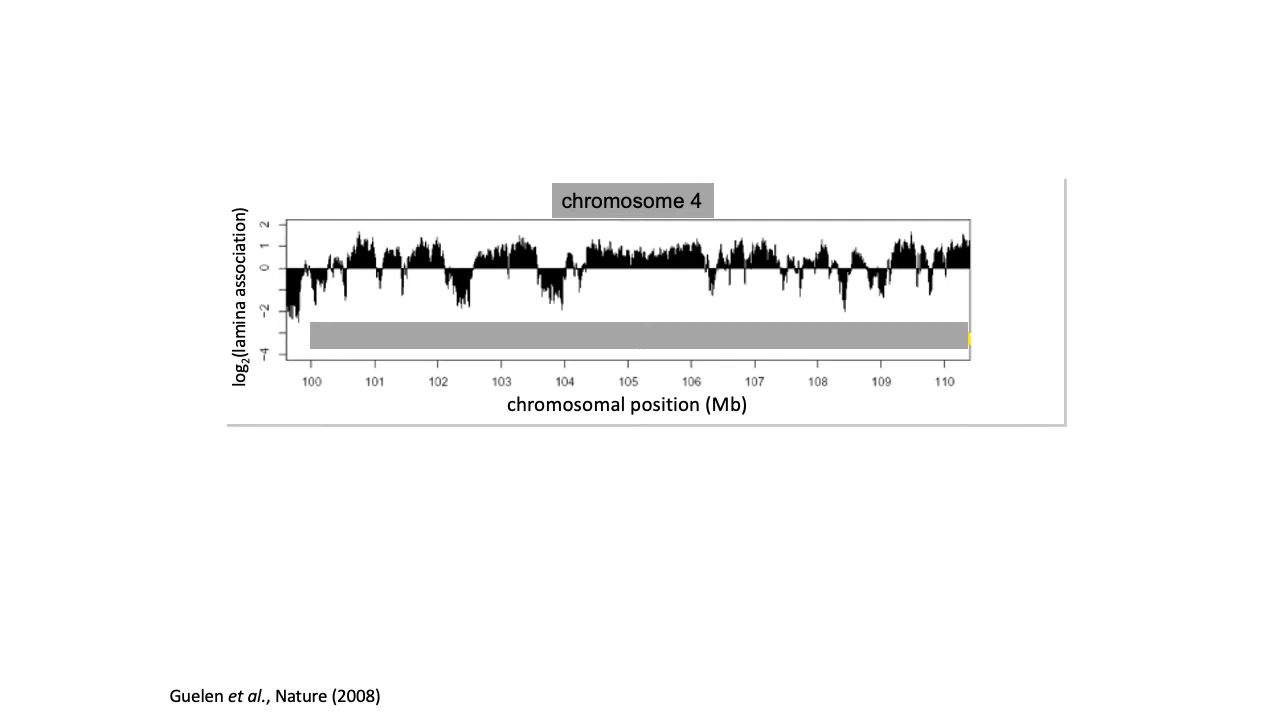 chromosome 4
log₂(lamina association)
2
1
0
−2
−4
100 101 102 103 104 105 106 107 108 109 110
chromosomal position (Mb)
Guelen et al., Nature (2008)